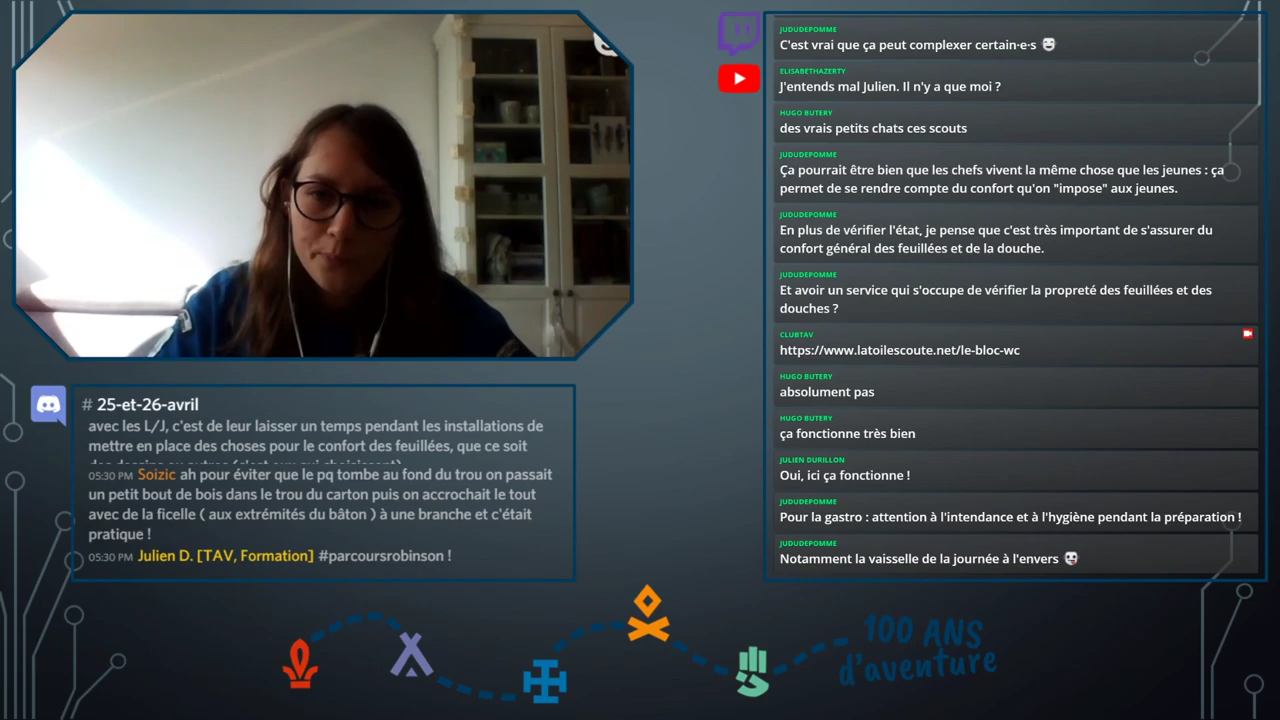 JUDUDEPOMME
C'est vrai que ça peut complexer certain·e·s
ELISABETHAZERTY
J'entends mal Julien. Il n'y a que moi ?
HUGO BUTERY
des vrais petits chats ces scouts
JUDUDEPOMME
Ça pourrait être bien que les chefs vivent la même chose que les jeunes : ça
permet de se rendre compte du confort qu'on "impose" aux jeunes.
JUDUDEPOMME
En plus de vérifier l'état, je pense que c'est très important de s'assurer du
confort général des feuillées et de la douche.
JUDUDEPOMME
Et avoir un service qui s'occupe de vérifier la propreté des feuillées et des
douches ?
CLUBTAV
https://www.latoilescoute.net/le-bloc-wc
HUGO BUTERY
absolument pas
HUGO BUTERY
ça fonctionne très bien
JULIEN DURILLON
Oui, ici ça fonctionne !
JUDUDEPOMME
Pour la gastro : attention à l'intendance et à l'hygiène pendant la préparation !
JUDUDEPOMME
Notamment la vaisselle de la journée à l'envers
# 25-et-26-avril
avec les L/J, c'est de leur laisser un temps pendant les installations de
mettre en place des choses pour le confort des feuillées, que ce soit
05:30 PM Soizic ah pour éviter que le pq tombe au fond du trou on passait
un petit bout de bois dans le trou du carton puis on accrochait le tout
avec de la ficelle ( aux extrémités du bâton ) à une branche et c'était
pratique !
05:30 PM Julien D. [TAV, Formation] #parcoursrobinson !
100 ANS
d'aventure